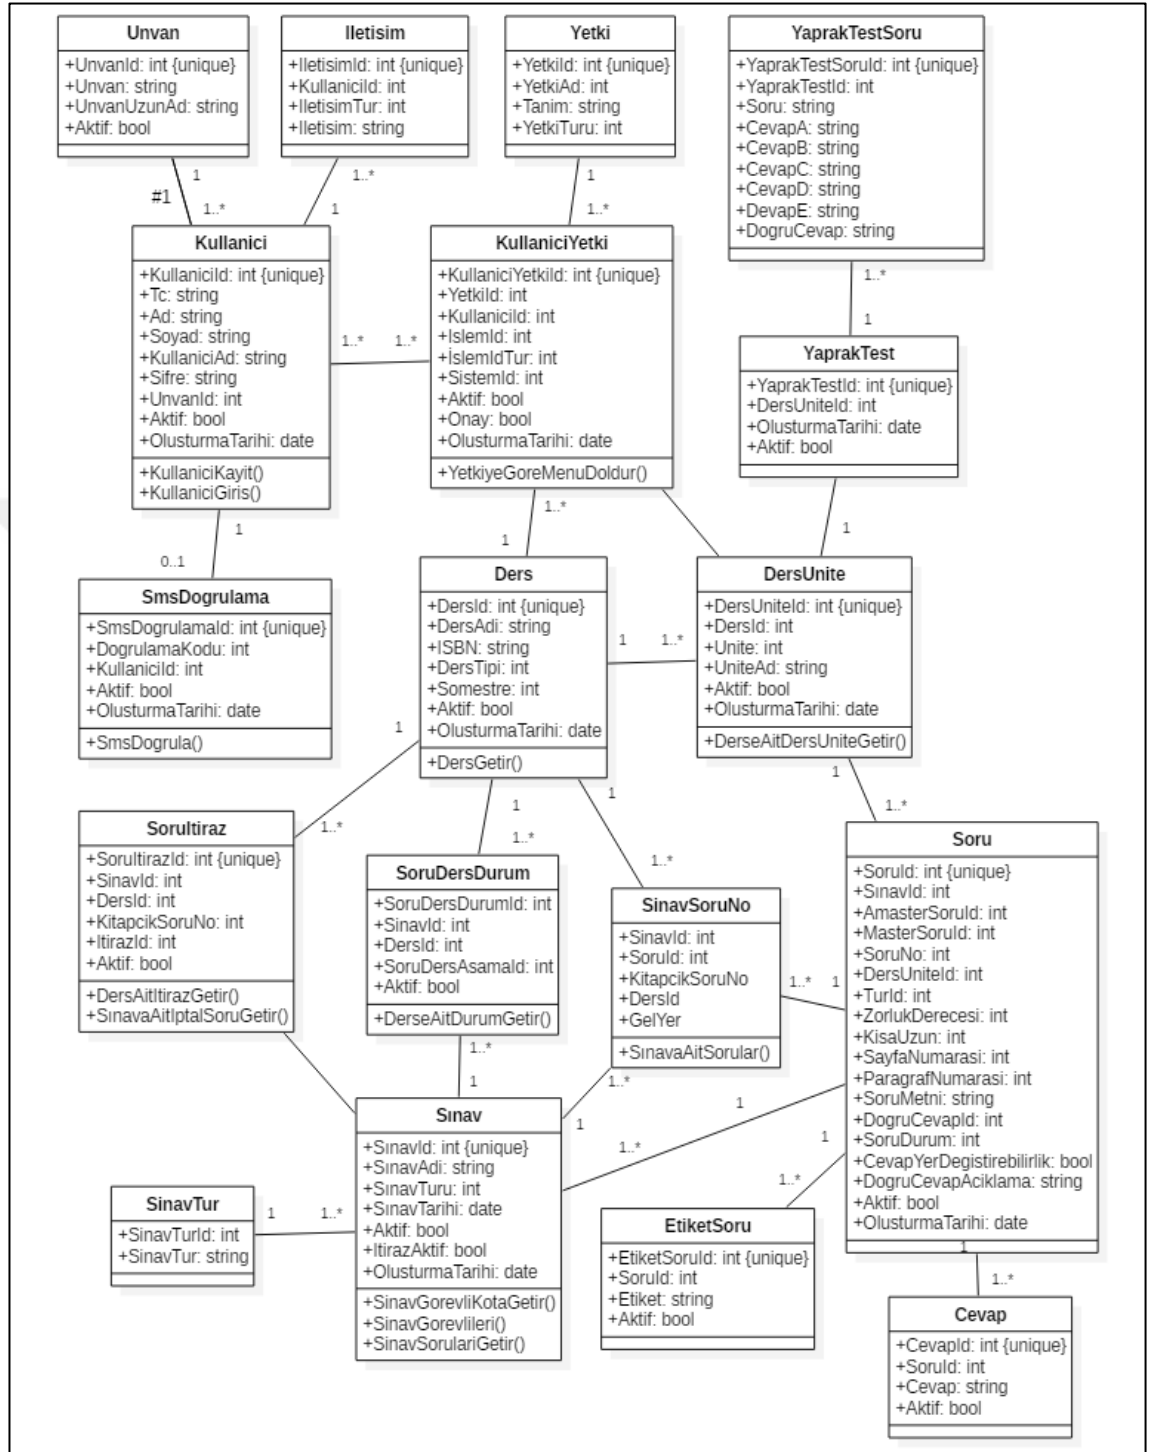 Unvan
+UnvanId: int {unique}
+Unvan: string
+UnvanUzunAd: string
+Aktif: bool
Iletisim
+IletisimId: int {unique}
+KullaniciId: int
+IletisimTur: int
+Iletisim: string
Yetki
+YetkiId: int {unique}
+YetkiAd: int
+Tanim: string
+YetkiTuru: int
YaprakTestSoru
+YaprakTestSoruId: int {unique}
+YaprakTestId: int
+Soru: string
+CevapA: string
+CevapB: string
+CevapC: string
+CevapD: string
+DevapE: string
+DogruCevap: string
1
#1
1..*
1..*
1
1
1..*
1..*
1
Kullanici
+KullaniciId: int {unique}
+Tc: string
+Ad: string
+Soyad: string
+KullaniciAd: string
+Sifre: string
+UnvanId: int
+Aktif: bool
+OlusturmaTarihi: date
+KullaniciKayit()
+KullaniciGiris()
1..*
1..*
KullaniciYetki
+KullaniciYetkiId: int {unique}
+YetkiId: int
+KullaniciId: int
+IslemId: int
+İslemIdTur: int
+SistemId: int
+Aktif: bool
+Onay: bool
+OlusturmaTarihi: date
+YetkiyeGoreMenuDoldur()
YaprakTest
+YaprakTestId: int {unique}
+DersUniteId: int
+OlusturmaTarihi: date
+Aktif: bool
1
0..1
1..*
1
1
SmsDogrulama
+SmsDogrulamaId: int {unique}
+DogrulamaKodu: int
+KullaniciId: int
+Aktif: bool
+OlusturmaTarihi: date
+SmsDogrula()
Ders
+DersId: int {unique}
+DersAdi: string
+ISBN: string
+DersTipi: int
+Somestre: int
+Aktif: bool
+OlusturmaTarihi: date
+DersGetir()
1
1..*
DersUnite
+DersUniteId: int {unique}
+DersId: int
+Unite: int
+UniteAd: string
+Aktif: bool
+OlusturmaTarihi: date
+DerseAitDersUniteGetir()
1
1..*
1
1..*
1
1..*
1
1..*
SoruItiraz
+SoruItirazId: int {unique}
+SinavId: int
+DersId: int
+KitapcikSoruNo: int
+ItirazId: int
+Aktif: bool
+DersAitItirazGetir()
+SınavaAitIptalSoruGetir()
SoruDersDurum
+SoruDersDurumId: int
+SinavId: int
+DersId: int
+SoruDersAsamaId: int
+Aktif: bool
+DerseAitDurumGetir()
SinavSoruNo
+SinavId: int
+SoruId: int
+KitapcikSoruNo
+DersId
+GelYer
+SınavaAitSorular()
1..*
1
Soru
+SoruId: int {unique}
+SınavId: int
+AmasterSoruId: int
+MasterSoruId: int
+SoruNo: int
+DersUniteId: int
+TurId: int
+ZorlukDerecesi: int
+KisaUzun: int
+SayfaNumarasi: int
+ParagrafNumarasi: int
+SoruMetni: string
+DogruCevapId: int
+SoruDurum: int
+CevapYerDegistirebilirlik: bool
+DogruCevapAciklama: string
+Aktif: bool
+OlusturmaTarihi: date
1..*
1
1..*
1
1
1..*
1
1..*
SinavTur
+SinavTurId: int
+SinavTur: string
1
1..*
Sınav
+SınavId: int {unique}
+SınavAdi: string
+SınavTuru: int
+SınavTarihi: date
+Aktif: bool
+ItirazAktif: bool
+OlusturmaTarihi: date
+SinavGorevliKotaGetir()
+SinavGorevlileri()
+SinavSorulariGetir()
EtiketSoru
+EtiketSoruId: int {unique}
+SoruId: int
+Etiket: string
+Aktif: bool
1
1..*
Cevap
+CevapId: int {unique}
+SoruId: int
+Cevap: string
+Aktif: bool